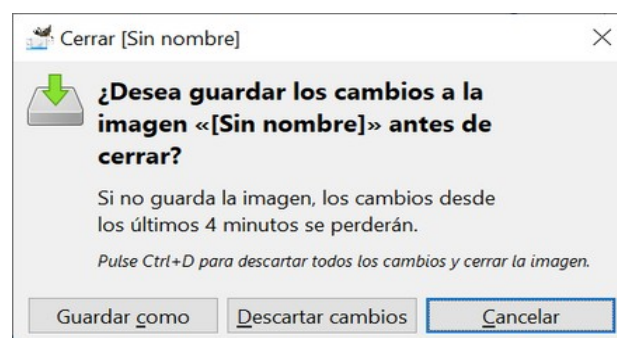 Cerrar [Sin nombre]
¿Desea guardar los cambios a la
imagen «[Sin nombre]» antes de
cerrar?
Si no guarda la imagen, los cambios desde
los últimos 4 minutos se perderán.
Pulse Ctrl+D para descartar todos los cambios y cerrar la imagen.
Guardar como Descartar cambios Cancelar